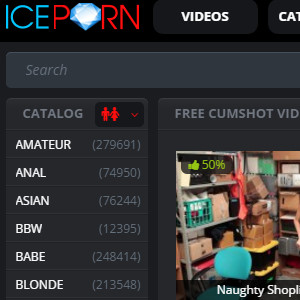 ICEPORN
VIDEOS
CAT
Search
CATALOG
FREE CUMSHOT VID
AMATEUR (279691)
ANAL (74950)
ASIAN (76244)
BBW (12395)
BABE (248414)
BLONDE (213548)
50%
Naughty Shopli